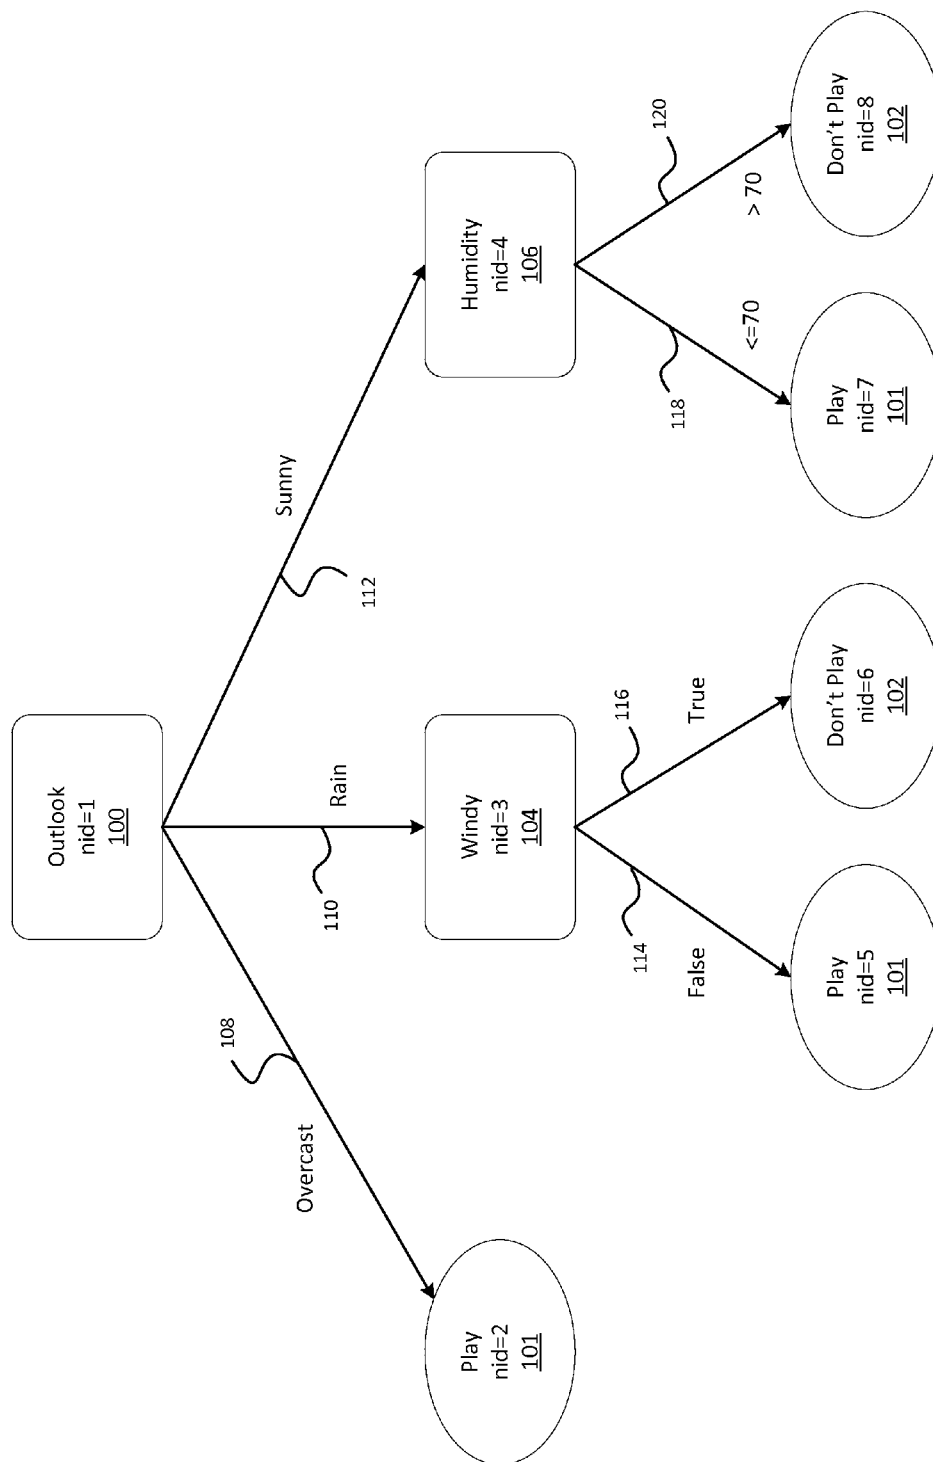 Outlook
nid=1
100
108
Overcast
110
Rain
112
Sunny
Play
nid=2
101
Windy
nid=3
104
Humidity
nid=4
106
114
False
116
True
118
<=70
120
> 70
Play
nid=5
101
Don't Play
nid=6
102
Play
nid=7
101
Don't Play
nid=8
102